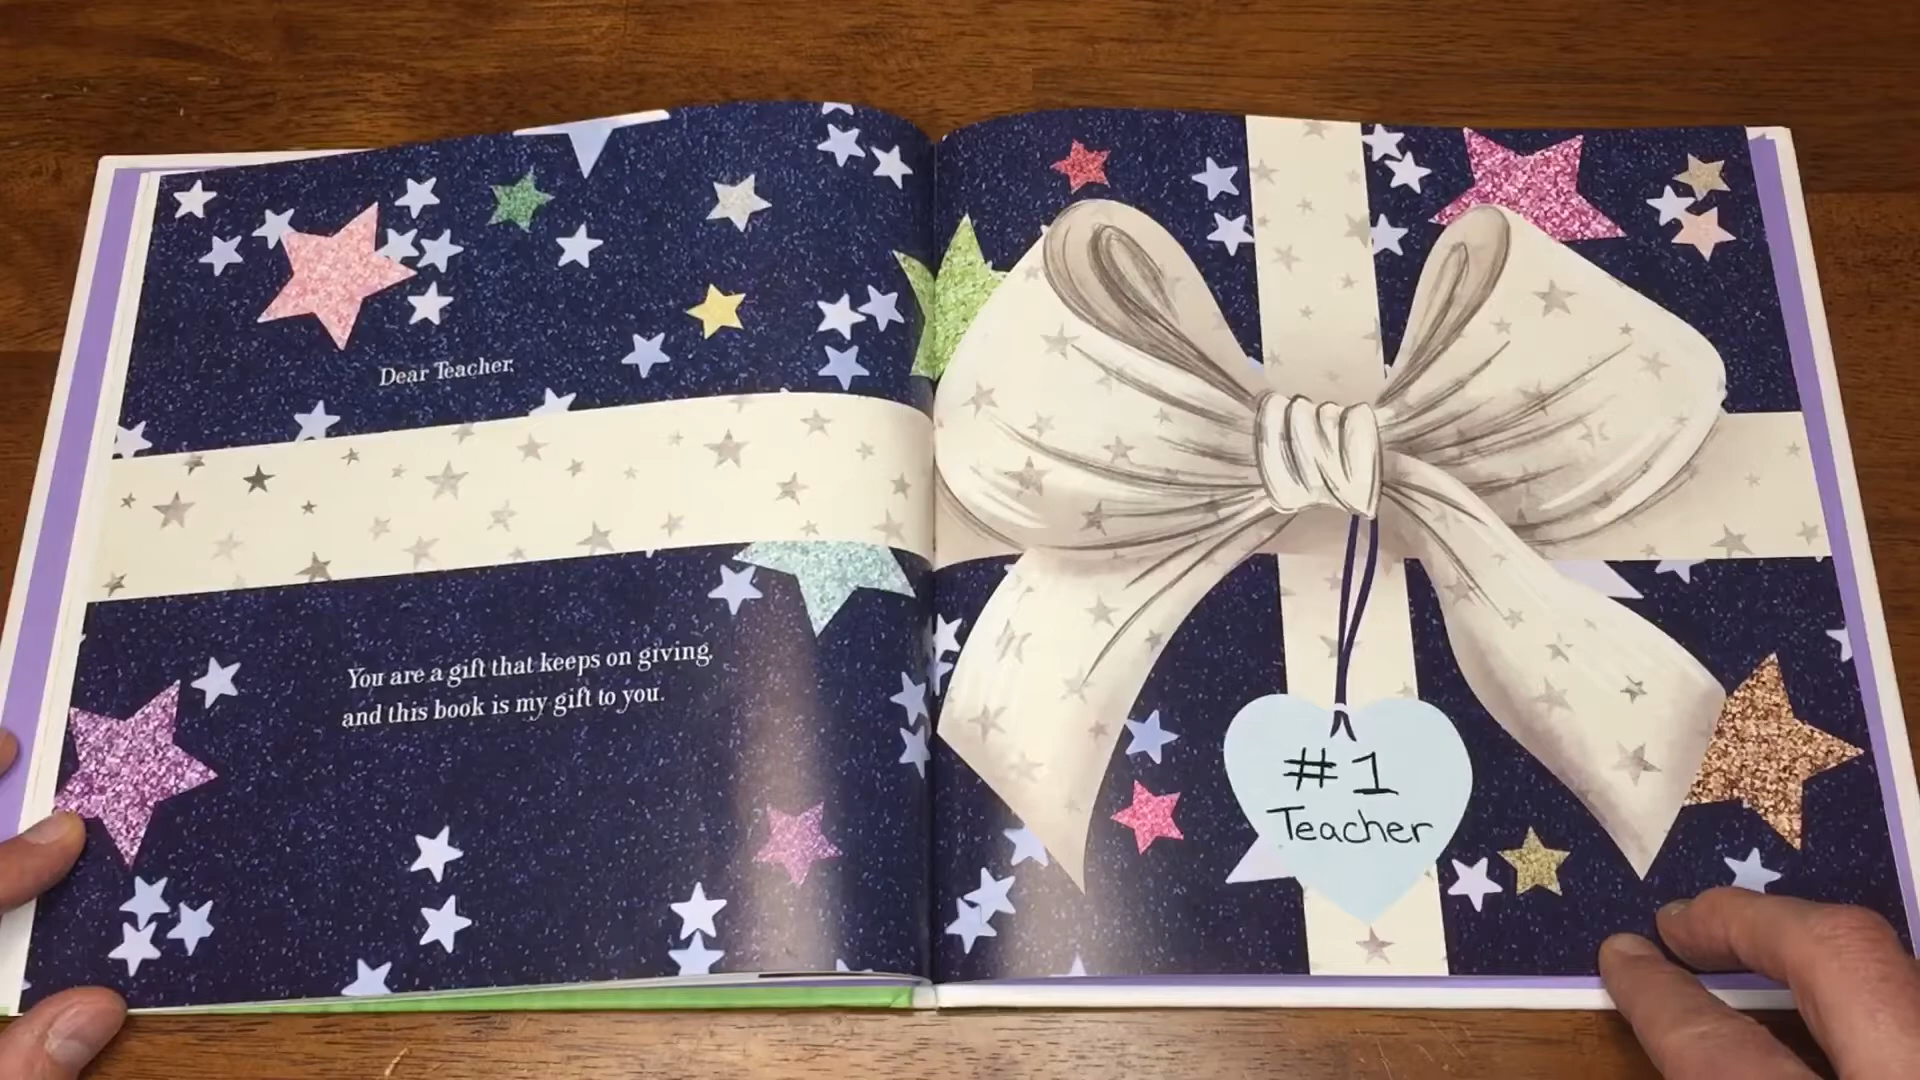 Dear Teacher,
You are a gift that keeps on giving,
and this book is my gift to you.
#1
Teacher